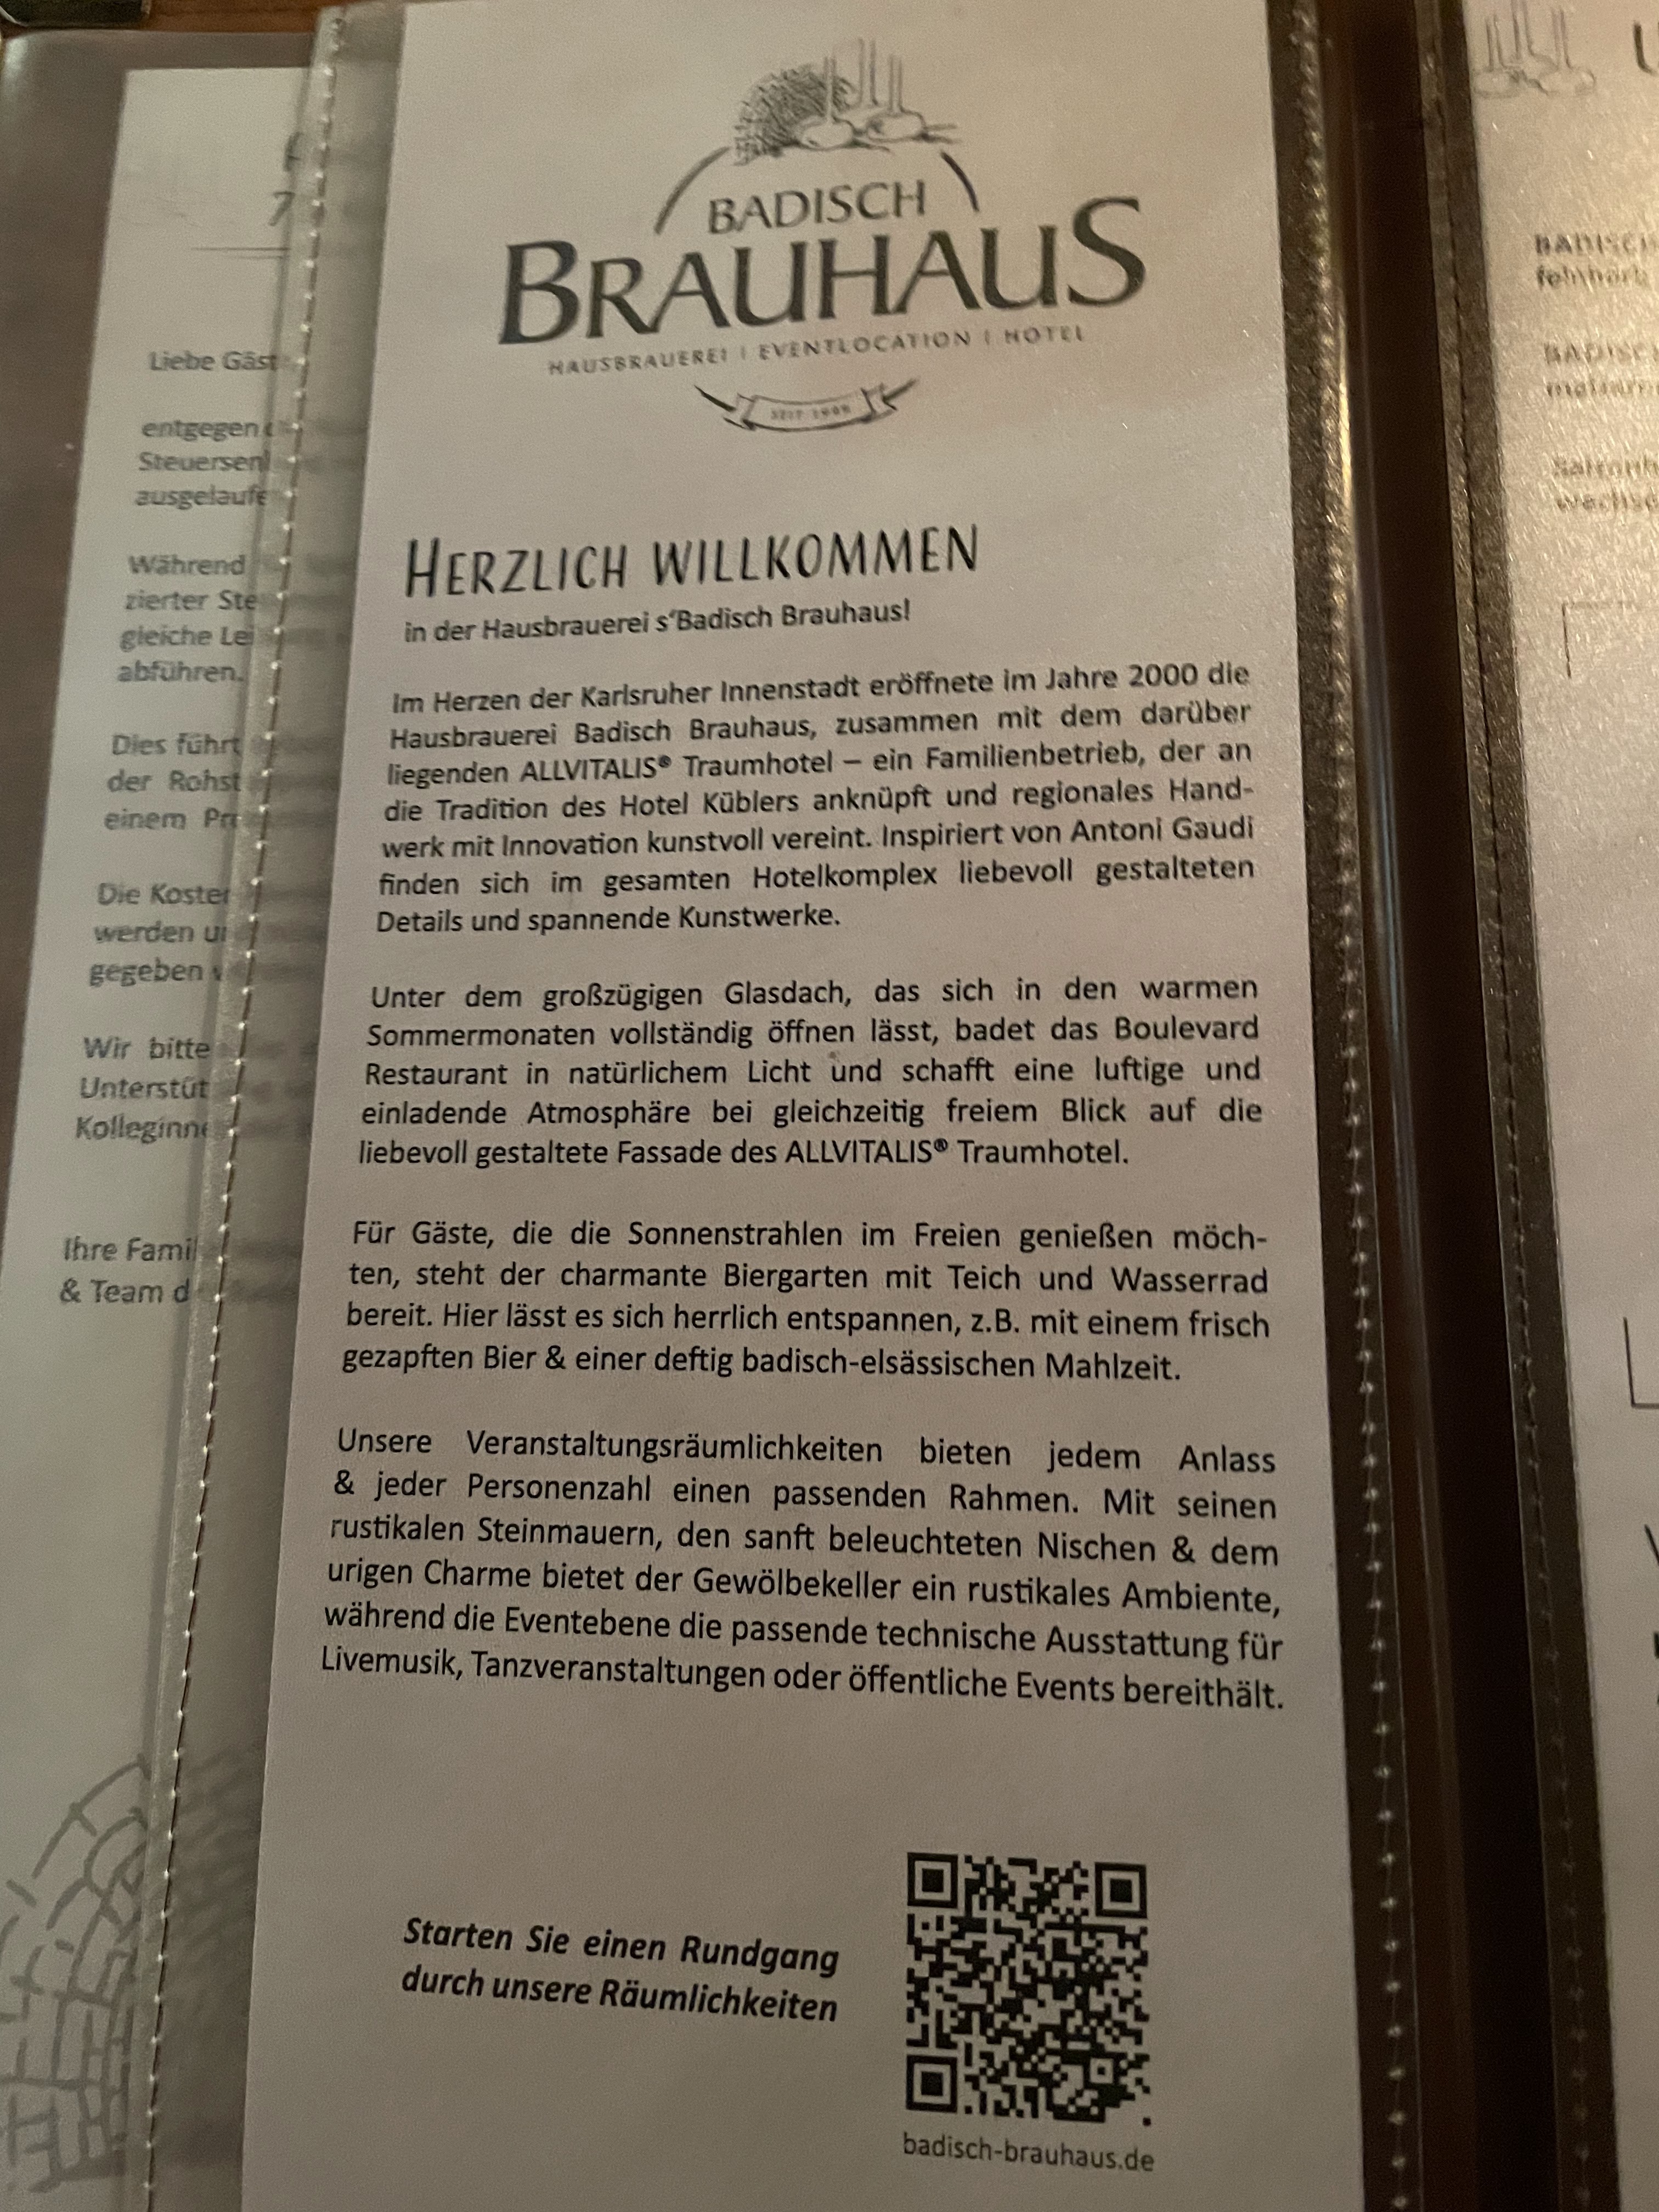 Liebe Gäst
entgegen
Steuersen
ausgelaufe
Während
zierter Ste
gleiche Lei
abführen.
Dies führt
der Rohst
einem Pr
Die Koster
werden u
gegeben
Wir bitte
Unterstüt
Kolleginn
Ihre Famil
& Team d
BADISCH
BRAUHAUS
HAUSBRAUEREI | EVENTLOCATION | HOTEL
SEIT
HERZLICH WILLKOMMEN
in der Hausbrauerei s'Badisch Brauhaus!
Im Herzen der Karlsruher Innenstadt eröffnete im Jahre 2000 die
Hausbrauerei Badisch Brauhaus, zusammen mit dem darüber
liegenden ALLVITALIS® Traumhotel – ein Familienbetrieb, der an
die Tradition des Hotel Küblers anknüpft und regionales Hand-
werk mit Innovation kunstvoll vereint. Inspiriert von Antoni Gaudi
finden sich im gesamten Hotelkomplex liebevoll gestalteten
Details und spannende Kunstwerke.
Unter dem großzügigen Glasdach, das sich in den warmen
Sommermonaten vollständig öffnen lässt, badet das Boulevard
Restaurant in natürlichem Licht und schafft eine luftige und
einladende Atmosphäre bei gleichzeitig freiem Blick auf die
liebevoll gestaltete Fassade des ALLVITALIS® Traumhotel.
Für Gäste, die die Sonnenstrahlen im Freien genießen möch-
ten, steht der charmante Biergarten mit Teich und Wasserrad
bereit. Hier lässt es sich herrlich entspannen, z.B. mit einem frisch
gezapften Bier & einer deftig badisch-elsässischen Mahlzeit.
Unsere Veranstaltungsräumlichkeiten bieten jedem Anlass
& jeder Personenzahl einen passenden Rahmen. Mit seinen
rustikalen Steinmauern, den sanft beleuchteten Nischen & dem
urigen Charme bietet der Gewölbekeller ein rustikales Ambiente,
während die Eventebene die passende technische Ausstattung für
Livemusik, Tanzveranstaltungen oder öffentliche Events bereithält.
Starten Sie einen Rundgang
durch unsere Räumlichkeiten
badisch-brauhaus.de
BADISCH
feinherb
BADISC